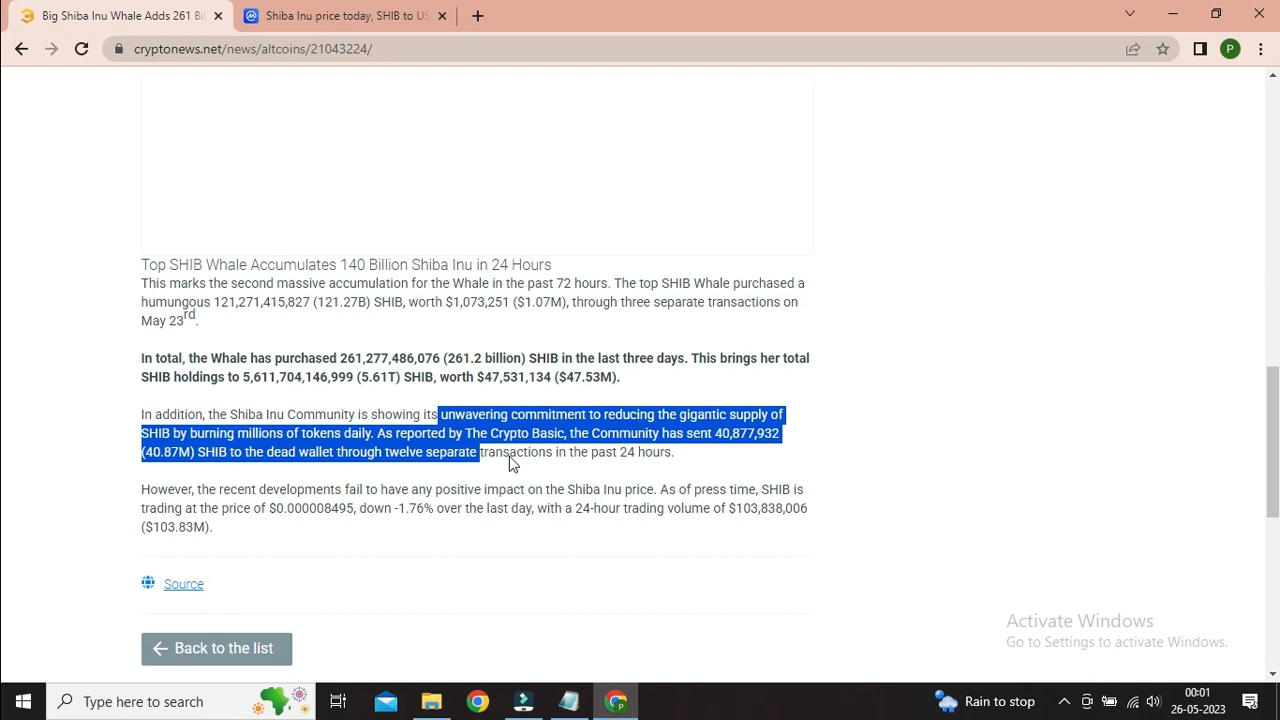 Big Shiba Inu Whale Adds 261 Bil
Shiba Inu price today, SHIB to US
cryptonews.net/news/altcoins/21043224/
P
Top SHIB Whale Accumulates 140 Billion Shiba Inu in 24 Hours
This marks the second massive accumulation for the Whale in the past 72 hours. The top SHIB Whale purchased a
humungous 121,271,415,827 (121.27B) SHIB, worth $1,073,251 ($1.07M), through three separate transactions on
May 23rd.
In total, the Whale has purchased 261,277,486,076 (261.2 billion) SHIB in the last three days. This brings her total
SHIB holdings to 5,611,704,146,999 (5.61T) SHIB, worth $47,531,134 ($47.53M).
In addition, the Shiba Inu Community is showing its unwavering commitment to reducing the gigantic supply of
SHIB by burning millions of tokens daily. As reported by The Crypto Basic, the Community has sent 40,877,932
(40.87M) SHIB to the dead wallet through twelve separate transactions in the past 24 hours.
However, the recent developments fail to have any positive impact on the Shiba Inu price. As of press time, SHIB is
trading at the price of $0.000008495, down -1.76% over the last day, with a 24-hour trading volume of $103,838,006
($103.83M).
Source
Back to the list
Activate Windows
Go to Settings to activate Windows.
Type here to search
P
Rain to stop
00:01
26-05-2023